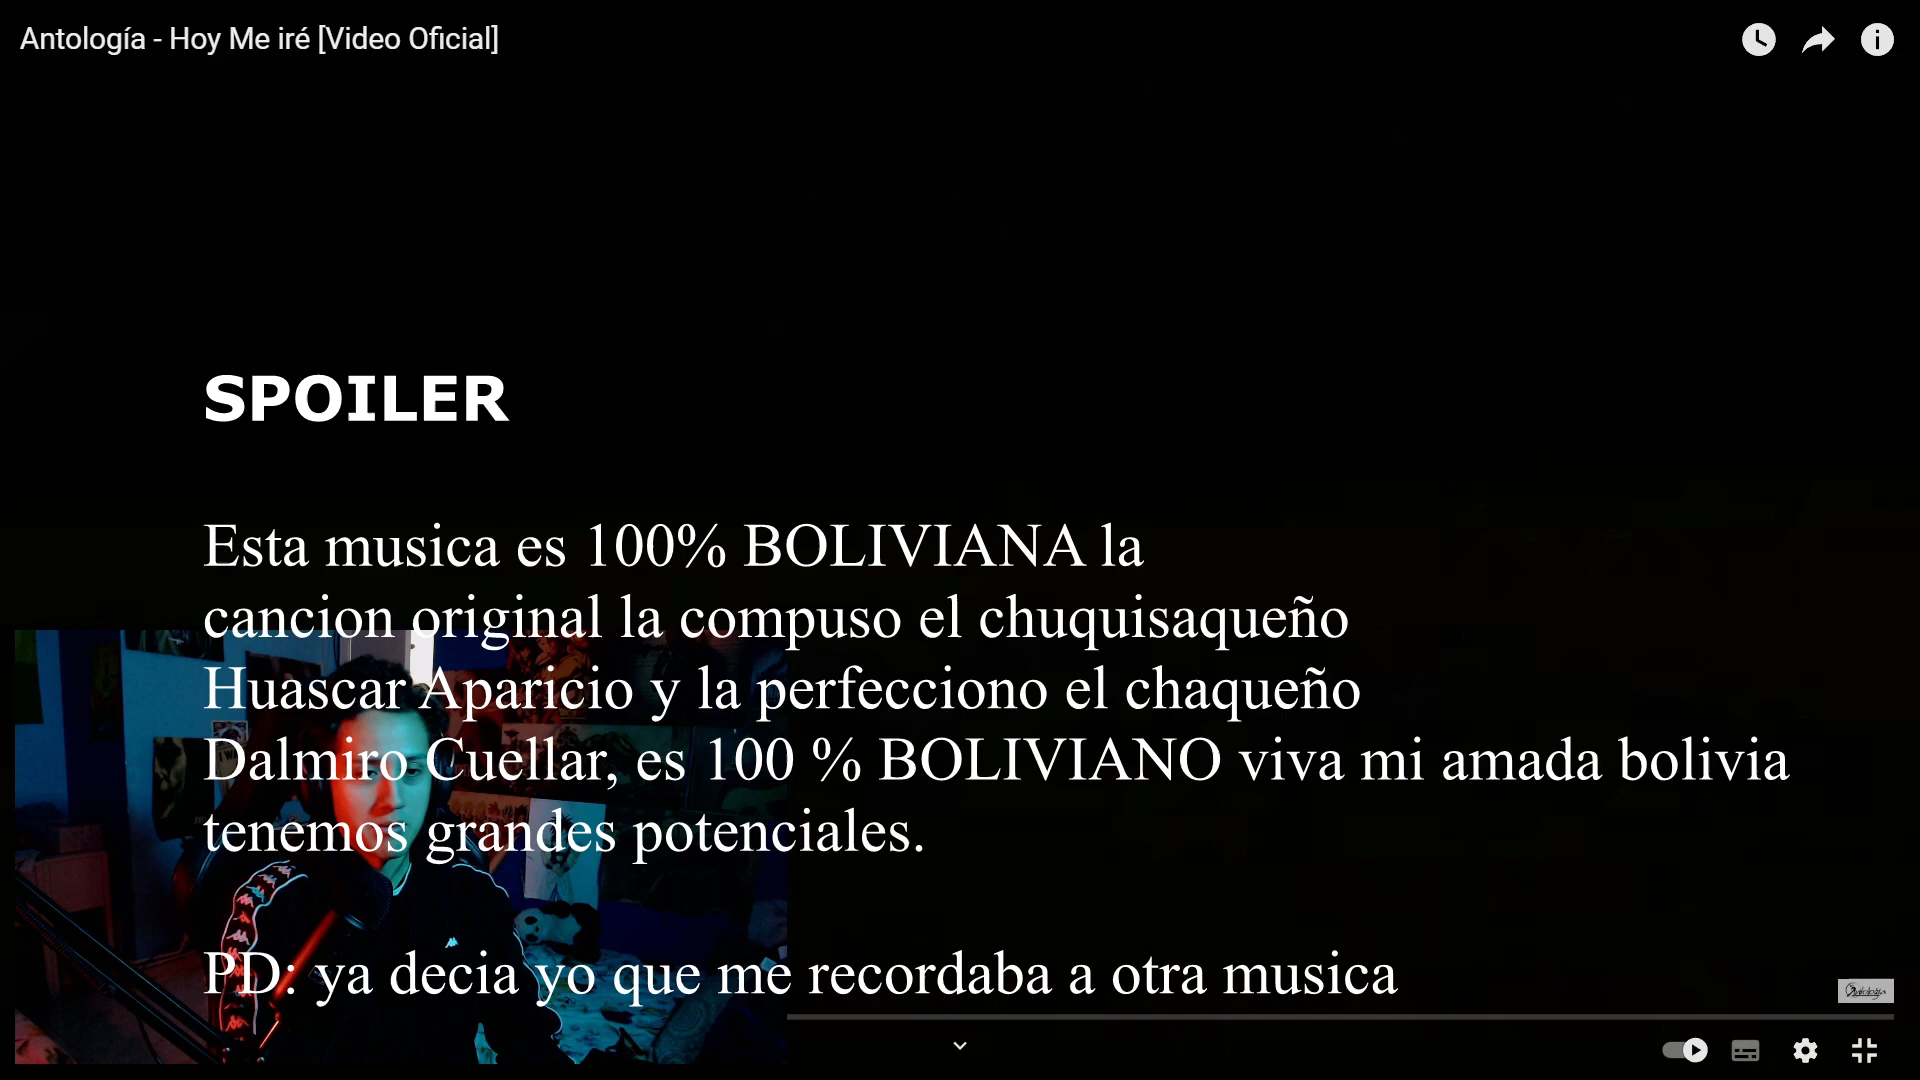 Antología - Hoy Me iré [Video Oficial]
SPOILER
Esta musica es 100% BOLIVIANA la
cancion original la compuso el chuquisaqueño
Huascar Aparicio y la perfecciono el chaqueño
Dalmiro Cuellar, es 100 % BOLIVIANO viva mi amada bolivia
tenemos grandes potenciales.
PD: ya decia yo que me recordaba a otra musica
Antología